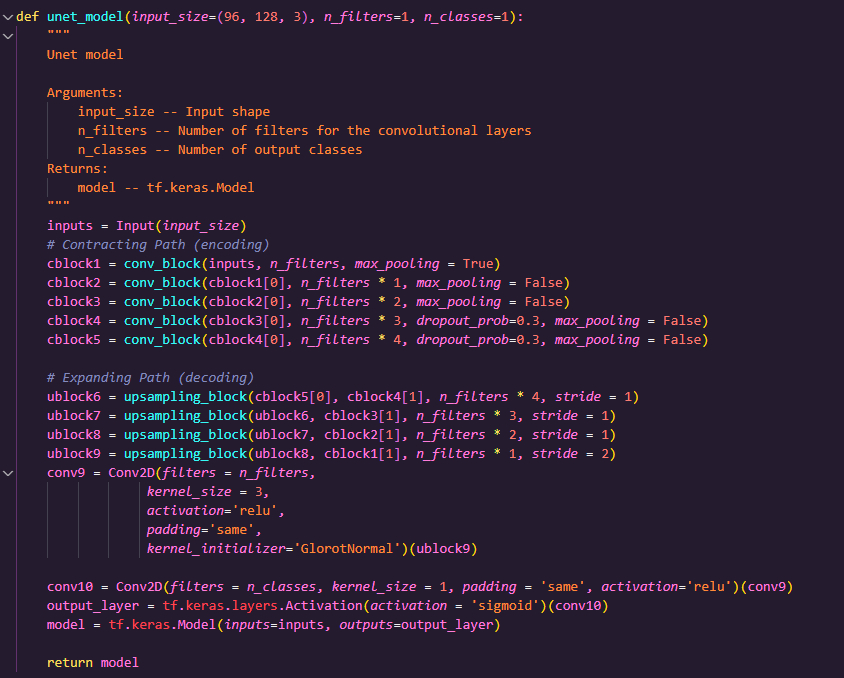 def unet_model(input_size=(96, 128, 3), n_filters=1, n_classes=1):
    """
    Unet model

    Arguments:
        input_size -- Input shape
        n_filters -- Number of filters for the convolutional layers
        n_classes -- Number of output classes
    Returns:
        model -- tf.keras.Model
    """
    inputs = Input(input_size)
    # Contracting Path (encoding)
    cblock1 = conv_block(inputs, n_filters, max_pooling = True)
    cblock2 = conv_block(cblock1[0], n_filters * 1, max_pooling = False)
    cblock3 = conv_block(cblock2[0], n_filters * 2, max_pooling = False)
    cblock4 = conv_block(cblock3[0], n_filters * 3, dropout_prob=0.3, max_pooling = False)
    cblock5 = conv_block(cblock4[0], n_filters * 4, dropout_prob=0.3, max_pooling = False)

    # Expanding Path (decoding)
    ublock6 = upsampling_block(cblock5[0], cblock4[1], n_filters * 4, stride = 1)
    ublock7 = upsampling_block(ublock6, cblock3[1], n_filters * 3, stride = 1)
    ublock8 = upsampling_block(ublock7, cblock2[1], n_filters * 2, stride = 1)
    ublock9 = upsampling_block(ublock8, cblock1[1], n_filters * 1, stride = 2)
    conv9 = Conv2D(filters = n_filters,
                 kernel_size = 3,
                 activation='relu',
                 padding='same',
                 kernel_initializer='GlorotNormal')(ublock9)

    conv10 = Conv2D(filters = n_classes, kernel_size = 1, padding = 'same', activation='relu')(conv9)
    output_layer = tf.keras.layers.Activation(activation = 'sigmoid')(conv10)
    model = tf.keras.Model(inputs=inputs, outputs=output_layer)

    return model